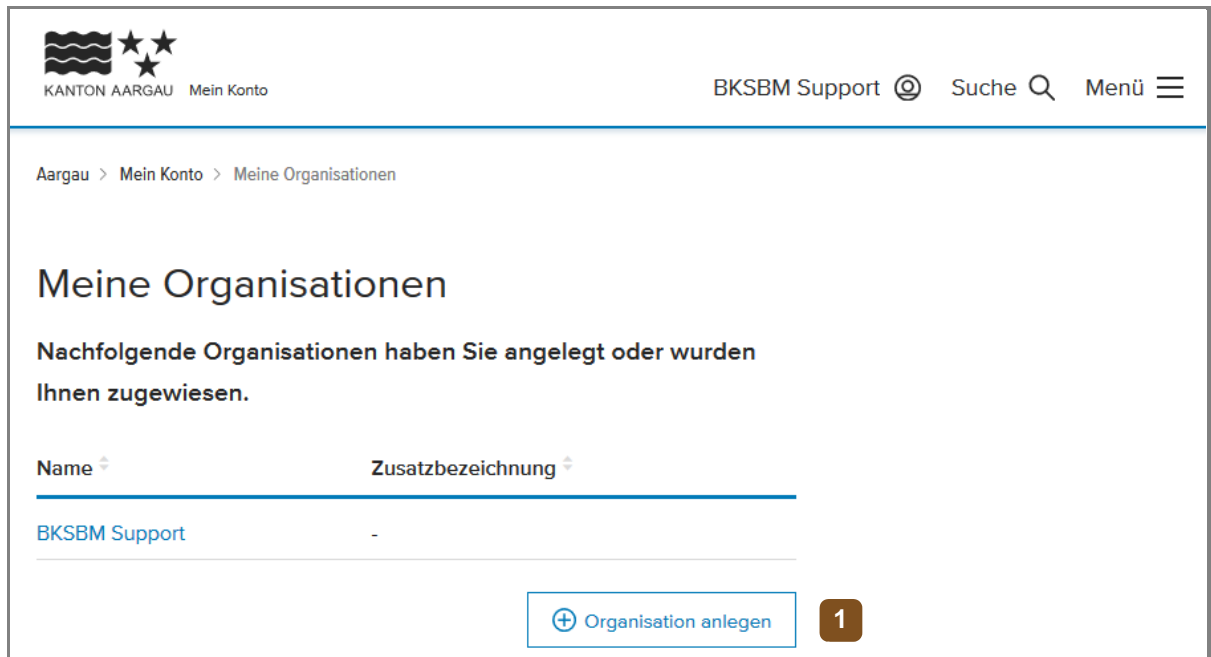 KANTON AARGAU Mein Konto
BKSBM Support Suche Menü
Aargau > Mein Konto > Meine Organisationen
Meine Organisationen
Nachfolgende Organisationen haben Sie angelegt oder wurden
Ihnen zugewiesen.
Name Zusatzbezeichnung
BKSBM Support -
Organisation anlegen 1